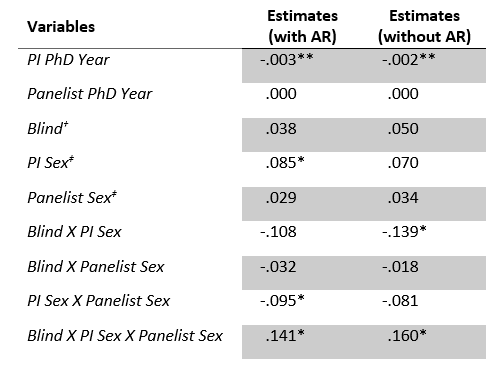 Variables Estimates (with AR) Estimates (without AR)
PI PhD Year -.003** -.002**
Panelist PhD Year .000 .000
Blind† .038 .050
PI Sex‡ .085* .070
Panelist Sex‡ .029 .034
Blind X PI Sex -.108 -.139*
Blind X Panelist Sex -.032 -.018
PI Sex X Panelist Sex -.095* -.081
Blind X PI Sex X Panelist Sex .141* .160*